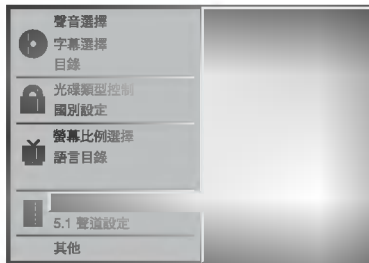 聲音選擇
字幕選擇
目錄
光碟類型控制
國別設定
螢幕比例選擇
語言目錄
5.1 聲道設定
其他